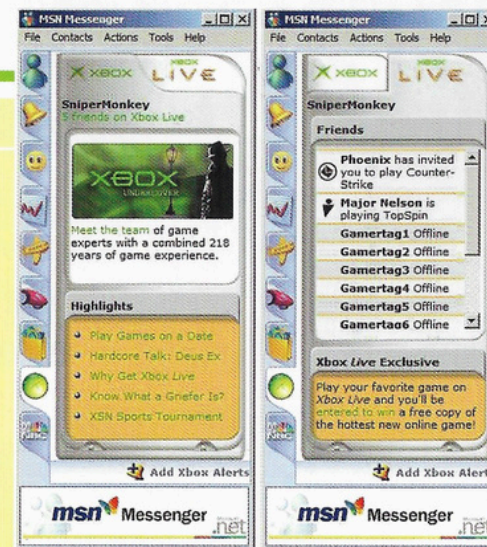 MSN Messenger
File Contacts Actions Tools Help
XBOX
XBOX
LIVE
SniperMonkey
5 friends on Xbox Live
XBOX
UNDERCOVER
Meet the team of game
experts with a combined 218
years of game experience.
Highlights
Play Games on a Date
Hardcore Talk: Deus Ex
Why Get Xbox Live
Know What a Griefer Is?
XSN Sports Tournament
Add Xbox Alerts
msn Messenger
.net
MSN Messenger
File Contacts Actions Tools Help
XBOX
XBOX
LIVE
SniperMonkey
Friends
Phoenix has invited
you to play Counter-
Strike
Major Nelson is
playing TopSpin
Gamertag1 Offline
Gamertag2 Offline
Gamertag3 Offline
Gamertag4 Offline
Gamertag5 Offline
Gamertag6 Offline
Xbox Live Exclusive
Play your favorite game on
Xbox Live and you'll be
entered to win a free copy of
the hottest new online game!
Add Xbox Alert
msn Messenger
.net